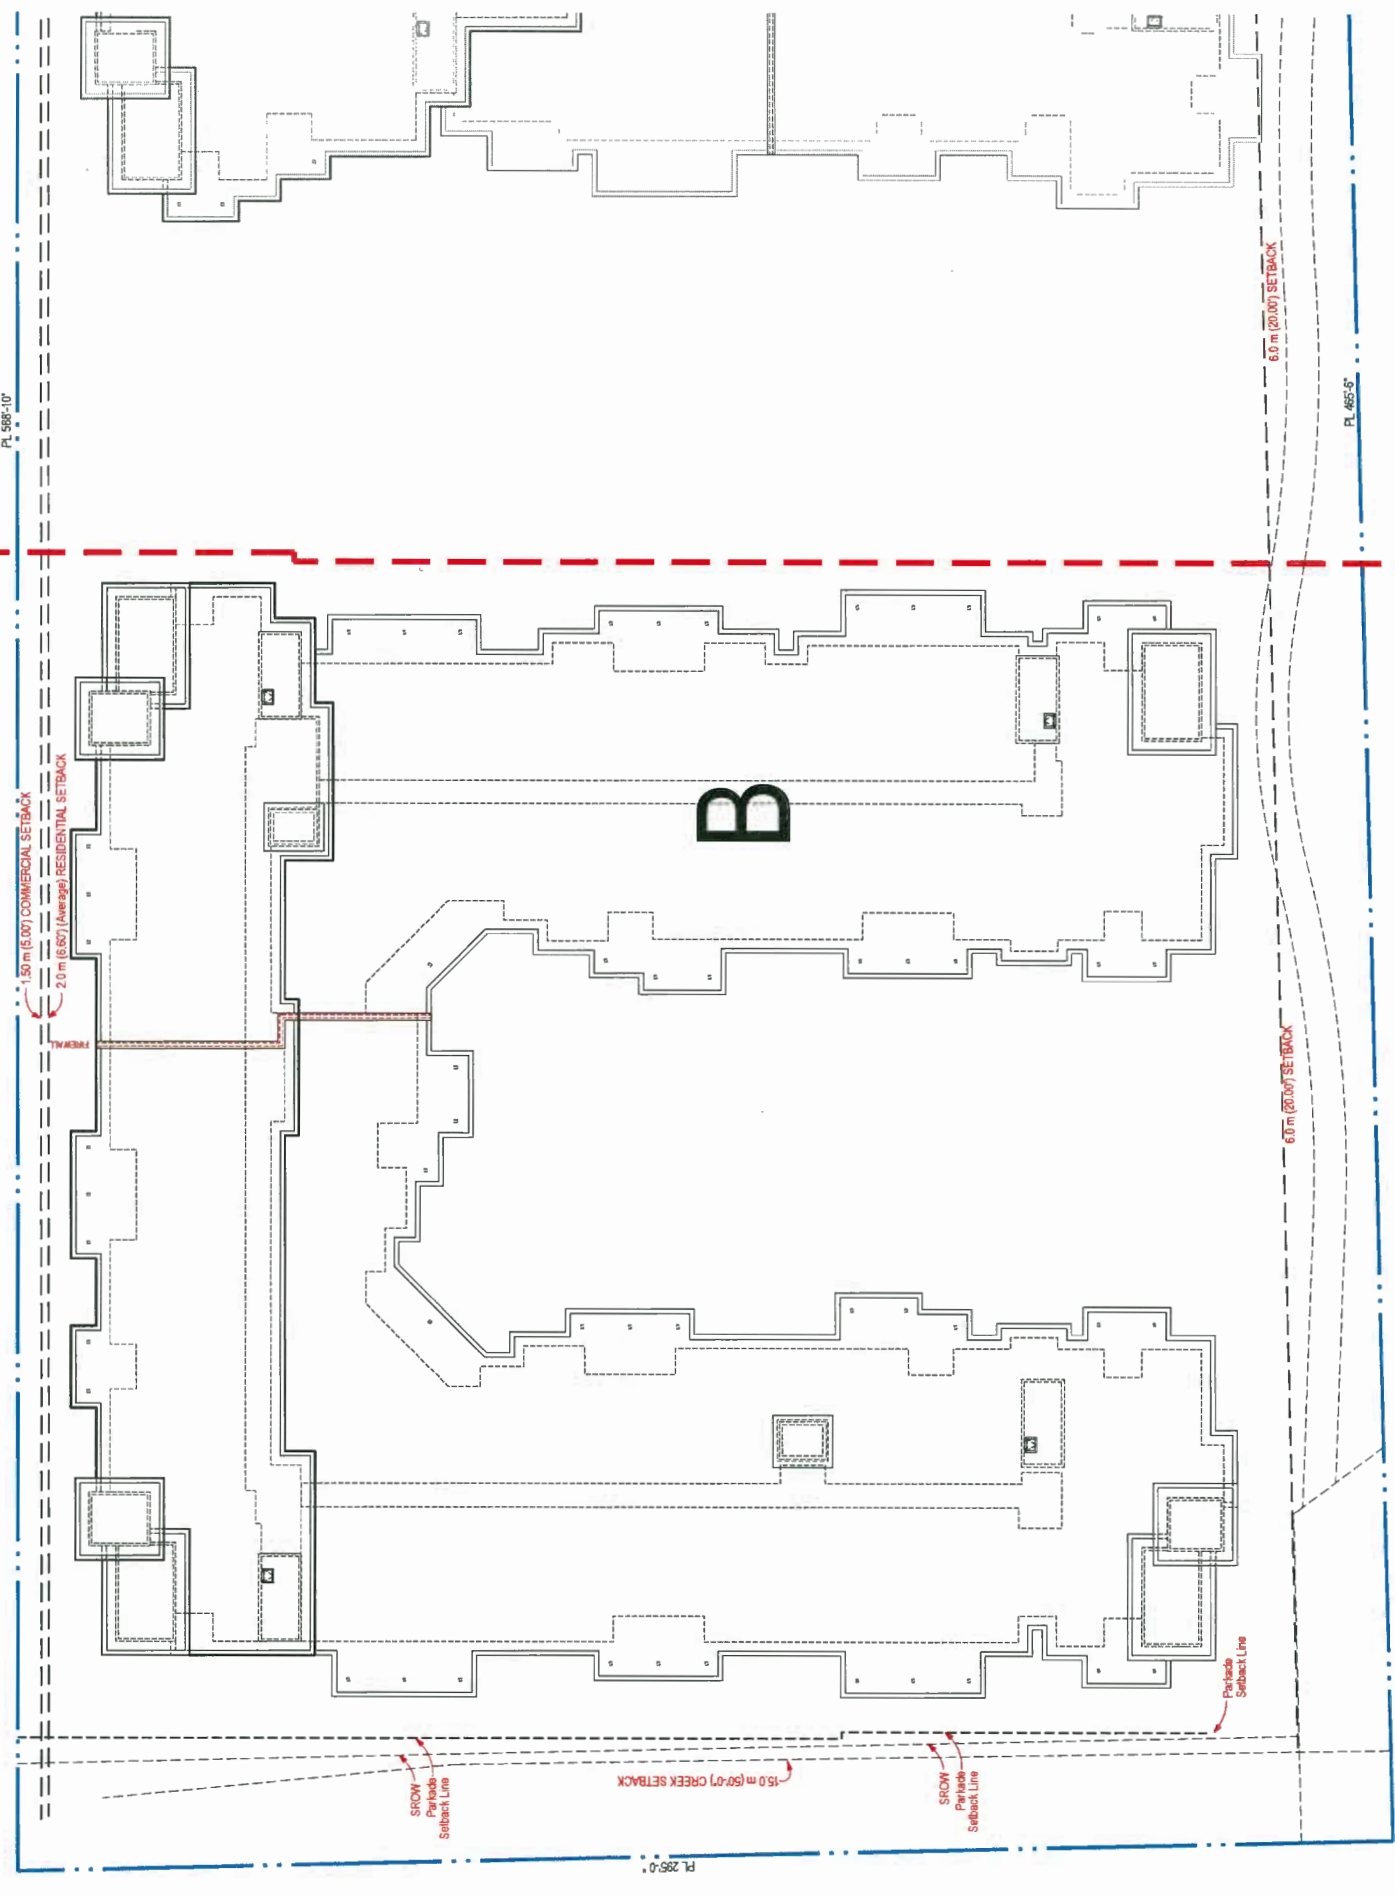 PL 568'-10"
1.50 m (5.00') COMMERCIAL SETBACK
2.0 m (6.60') (Average) RESIDENTIAL SETBACK
FIREWALL
B
6.0 m (20.00') SETBACK
PL 465'-6"
6.0 m (20.00') SETBACK
SROW
Parkade
Setback Line
15.0 m (50'-0") CREEK SETBACK
SROW
Parkade
Setback Line
Parkade
Setback Line
PL 295'-0"